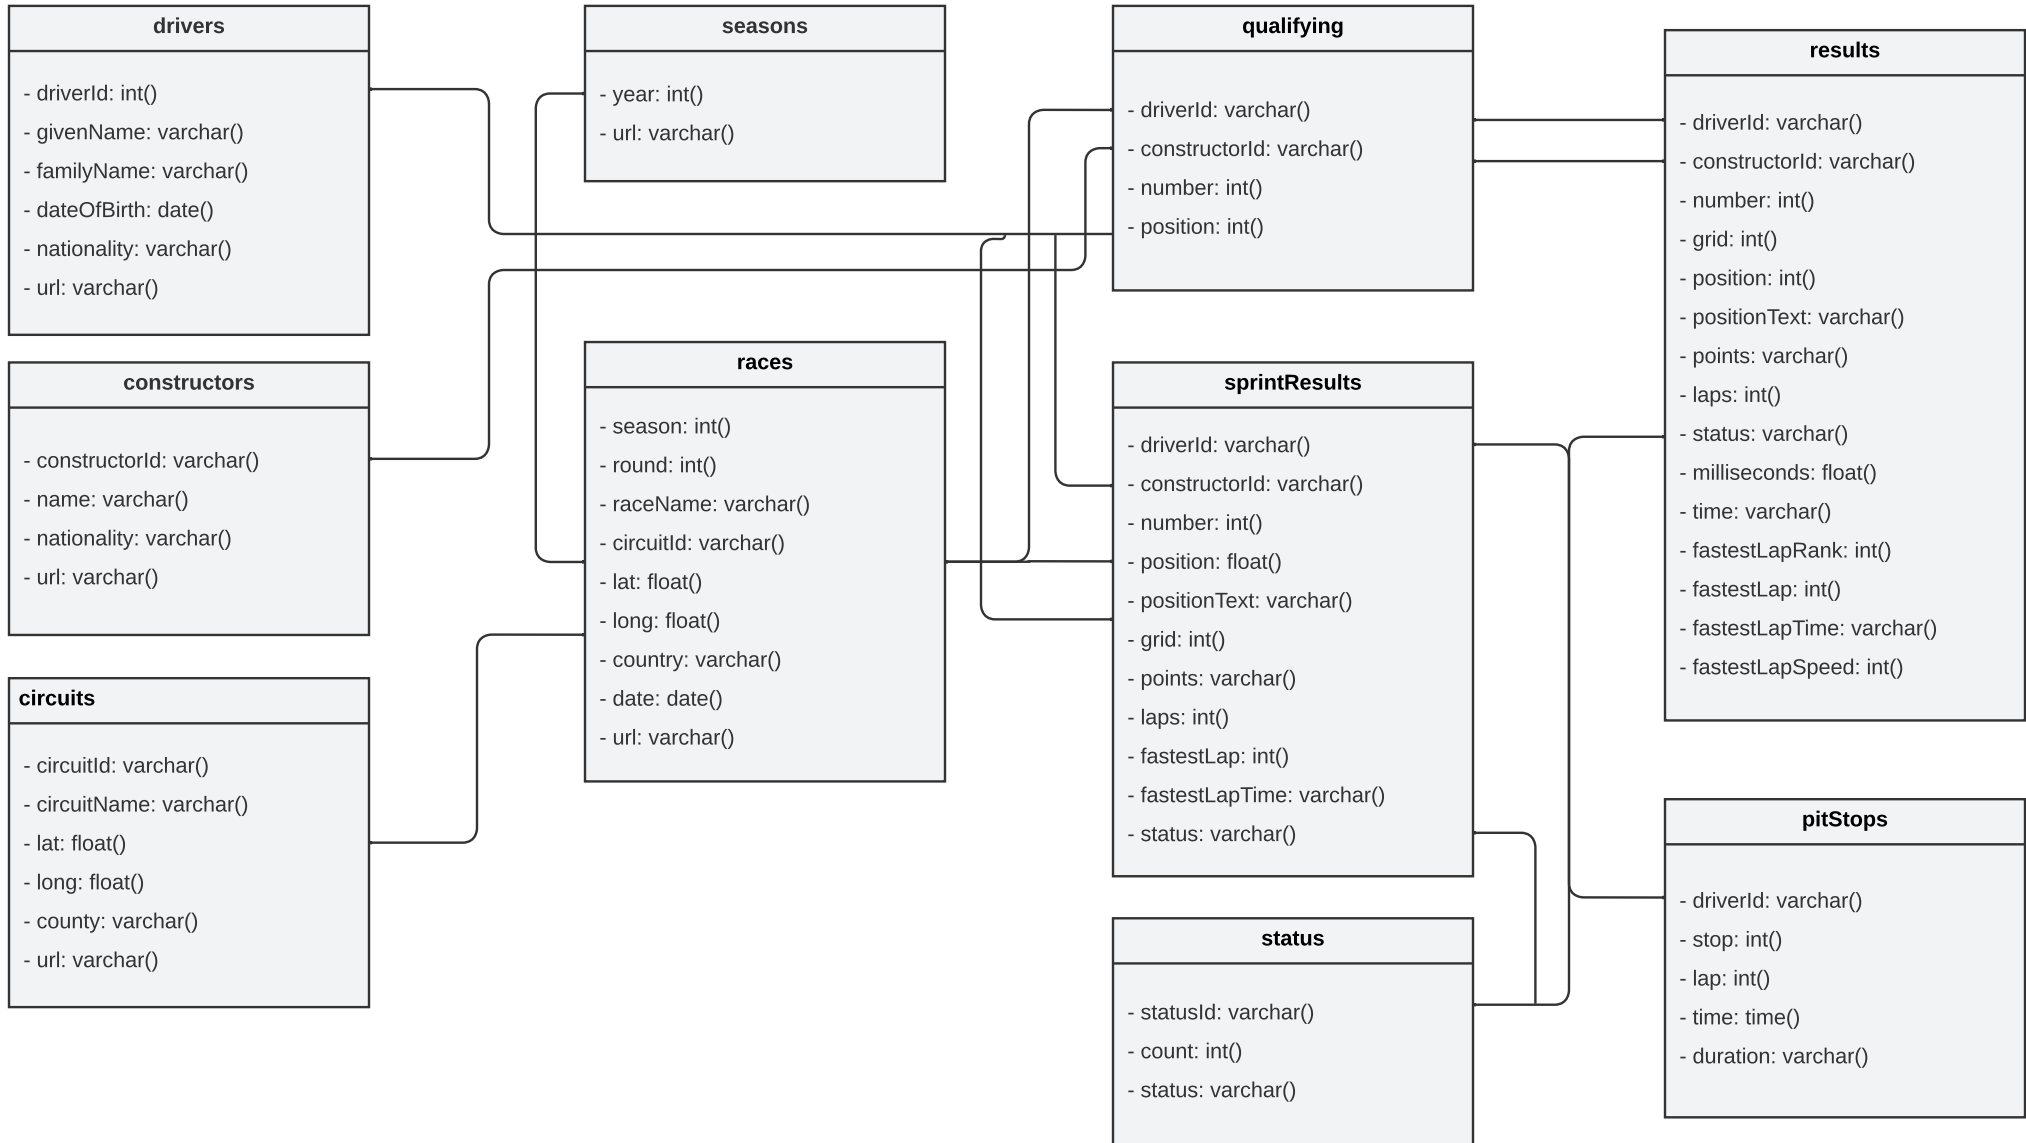 drivers
- driverId: int()
- givenName: varchar()
- familyName: varchar()
- dateOfBirth: date()
- nationality: varchar()
- url: varchar()
constructors
- constructorId: varchar()
- name: varchar()
- nationality: varchar()
- url: varchar()
circuits
- circuitId: varchar()
- circuitName: varchar()
- lat: float()
- long: float()
- county: varchar()
- url: varchar()
seasons
- year: int()
- url: varchar()
races
- season: int()
- round: int()
- raceName: varchar()
- circuitId: varchar()
- lat: float()
- long: float()
- country: varchar()
- date: date()
- url: varchar()
qualifying
- driverId: varchar()
- constructorId: varchar()
- number: int()
- position: int()
sprintResults
- driverId: varchar()
- constructorId: varchar()
- number: int()
- position: float()
- positionText: varchar()
- grid: int()
- points: varchar()
- laps: int()
- fastestLap: int()
- fastestLapTime: varchar()
- status: varchar()
status
- statusId: varchar()
- count: int()
- status: varchar()
results
- driverId: varchar()
- constructorId: varchar()
- number: int()
- grid: int()
- position: int()
- positionText: varchar()
- points: varchar()
- laps: int()
- status: varchar()
- milliseconds: float()
- time: varchar()
- fastestLapRank: int()
- fastestLap: int()
- fastestLapTime: varchar()
- fastestLapSpeed: int()
pitStops
- driverId: varchar()
- stop: int()
- lap: int()
- time: time()
- duration: varchar()